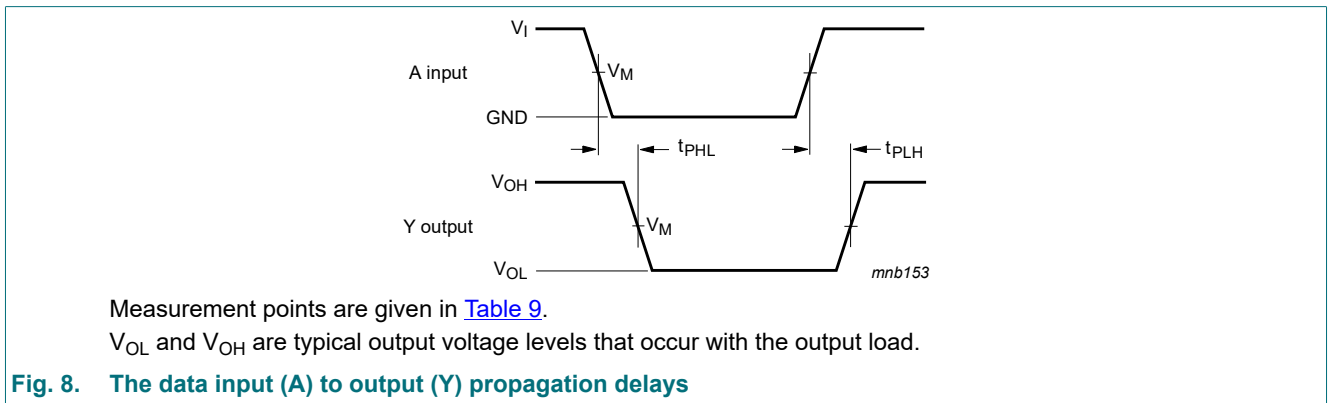 V_I
A input
V_M
GND
t_PHL
t_PLH
V_OH
Y output
V_M
V_OL
mnb153
Measurement points are given in Table 9.
V_OL and V_OH are typical output voltage levels that occur with the output load.
Fig. 8. The data input (A) to output (Y) propagation delays